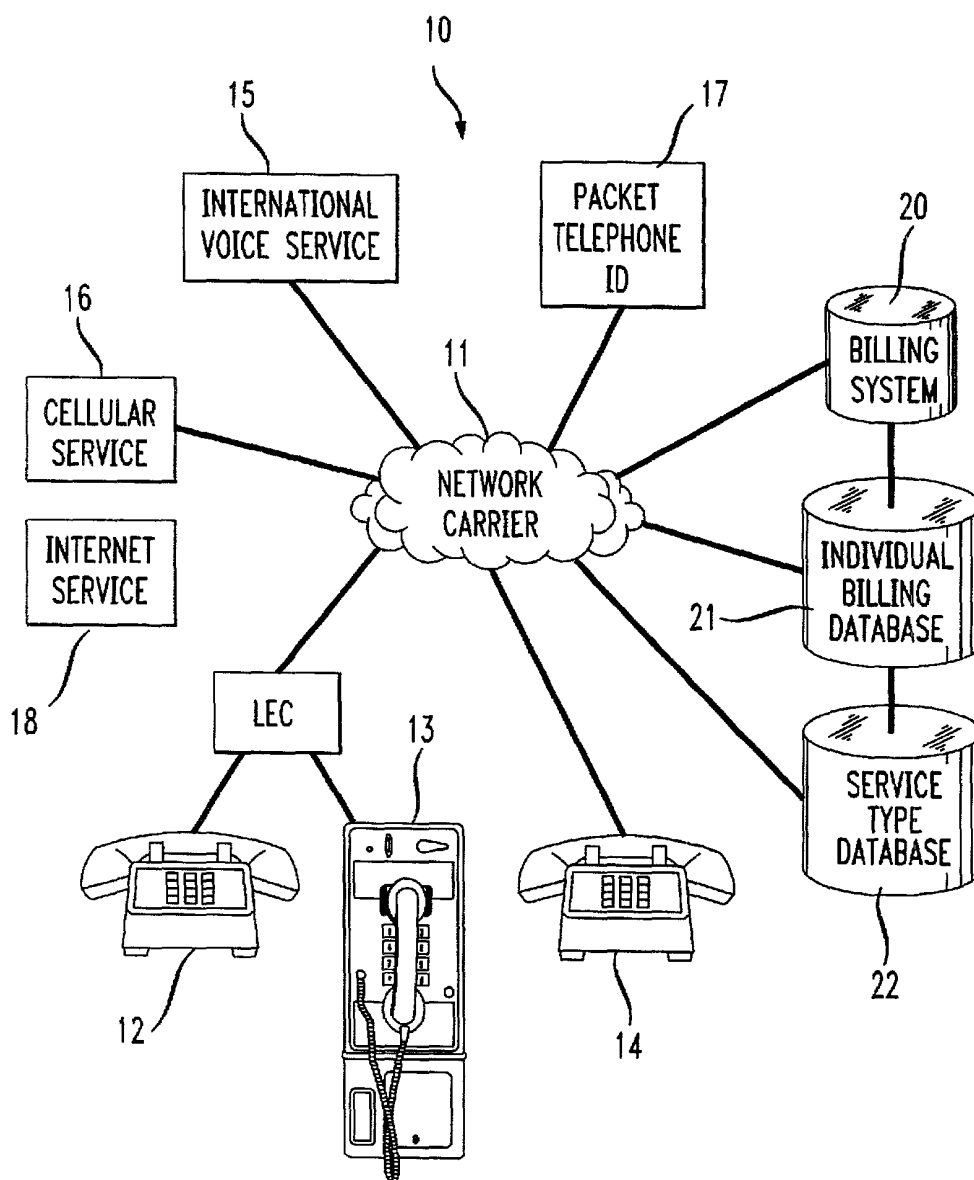 10
15
17
INTERNATIONAL
VOICE SERVICE
PACKET
TELEPHONE
ID
20
16
11
BILLING
SYSTEM
CELLULAR
SERVICE
NETWORK
CARRIER
INTERNET
SERVICE
INDIVIDUAL
BILLING
DATABASE
21
18
LEC
13
SERVICE
TYPE
DATABASE
12
14
22